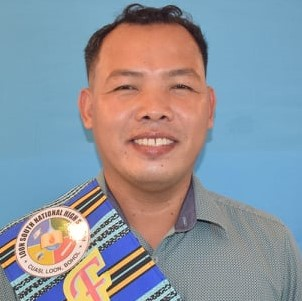 LOON SOUTH NATIONAL HIGH S
CUASI, LOON, BOHOL